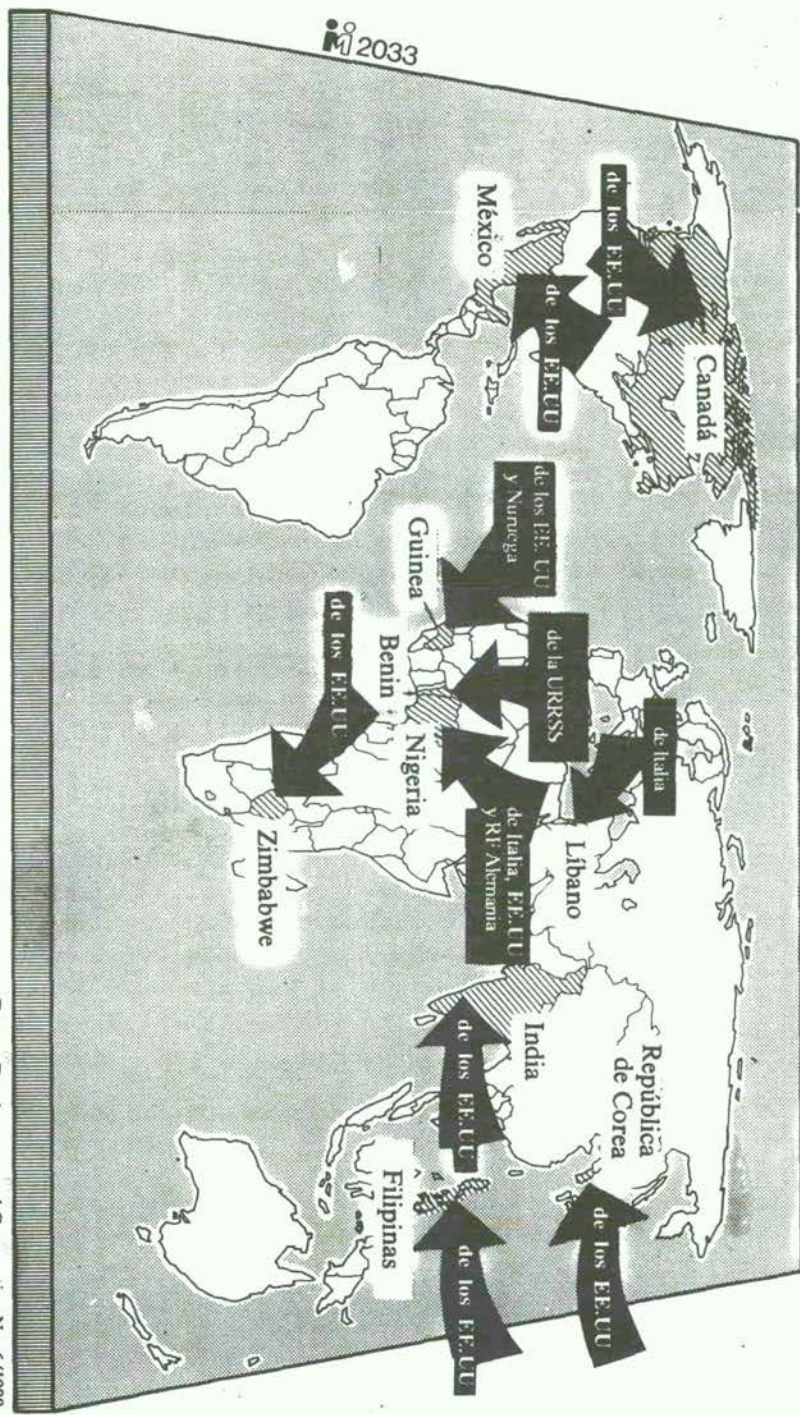 2033
de los EE.UU
Canadá
México
de los EE.UU
de los EE. UU
y Nuruega
Guinea
de la URRSS
de Italia
Benin
Nigeria
Líbano
de Italia, EE.UU
y RF Alemania
de los EE.UU
Zimbabwe
India
República
de Corea
de los EE.UU
de los EE.UU
Filipinas
de los EE.UU